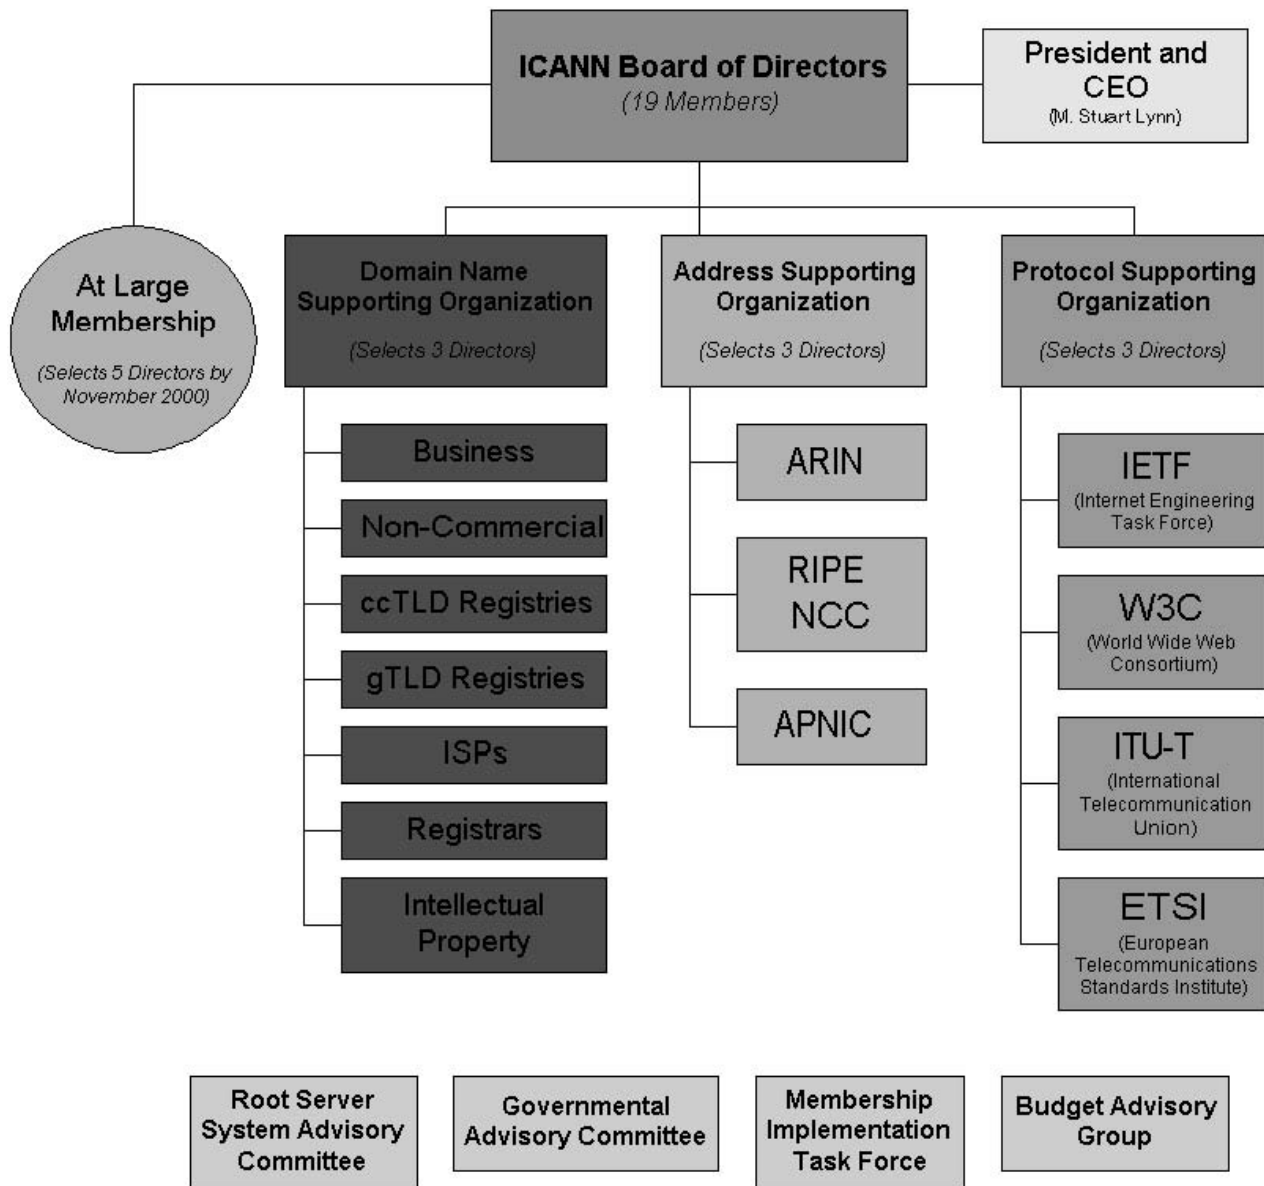 ICANN Board of Directors
(19 Members)
President and
CEO
(M. Stuart Lynn)
At Large
Membership
(Selects 5 Directors by
November 2000)
Domain Name
Supporting Organization
(Selects 3 Directors)
Business
Non-Commercial
ccTLD Registries
gTLD Registries
ISPs
Registrars
Intellectual
Property
Address Supporting
Organization
(Selects 3 Directors)
ARIN
RIPE
NCC
APNIC
Protocol Supporting
Organization
(Selects 3 Directors)
IETF
(Internet Engineering
Task Force)
W3C
(World Wide Web
Consortium)
ITU-T
(International
Telecommunication
Union)
ETSI
(European
Telecommunications
Standards Institute)
Root Server
System Advisory
Committee
Governmental
Advisory Committee
Membership
Implementation
Task Force
Budget Advisory
Group